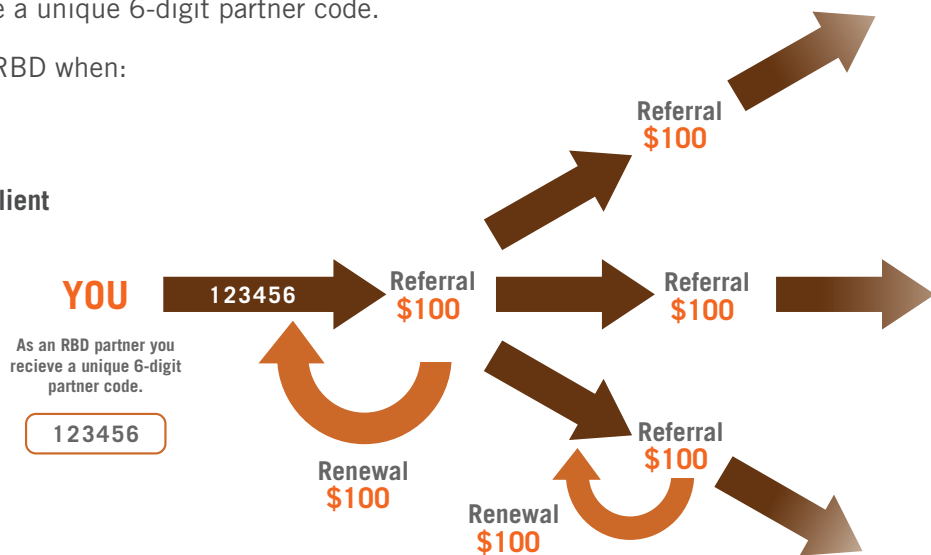 e a unique 6-digit partner code.
RBD when:
Referral
$100
lient
YOU
123456
Referral
$100
Referral
$100
As an RBD partner you
recieve a unique 6-digit
partner code.
123456
Referral
$100
Renewal
$100
Renewal
$100